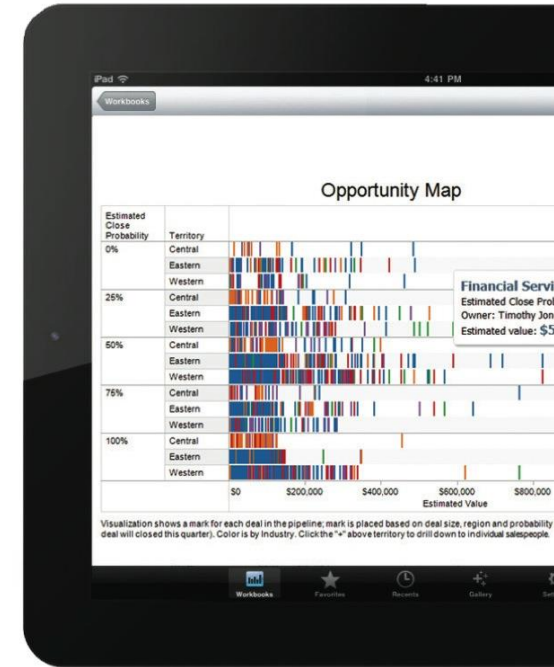 iPad
4:41 PM
Workbooks
Opportunity Map
Estimated
Close
Probability
Territory
0%
Central
Eastern
Western
25%
Central
Eastern
Western
50%
Central
Eastern
Western
75%
Central
Eastern
Western
100%
Central
Eastern
Western
Financial Servi
Estimated Close Prob
Owner: Timothy Jon
Estimated value: $5
$0 $200,000 $400,000 $600,000 $800,000
Estimated Value
Visualization shows a mark for each deal in the pipeline; mark is placed based on deal size, region and probability
deal will closed this quarter). Color is by Industry. Click the "+" above territory to drill down to individual salespeople.
Workbooks Favorites Recents Gallery Set